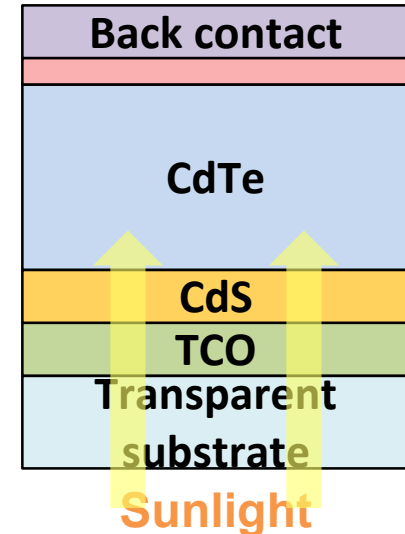 Back contact
CdTe
CdS
TCO
Transparent
substrate
Sunlight